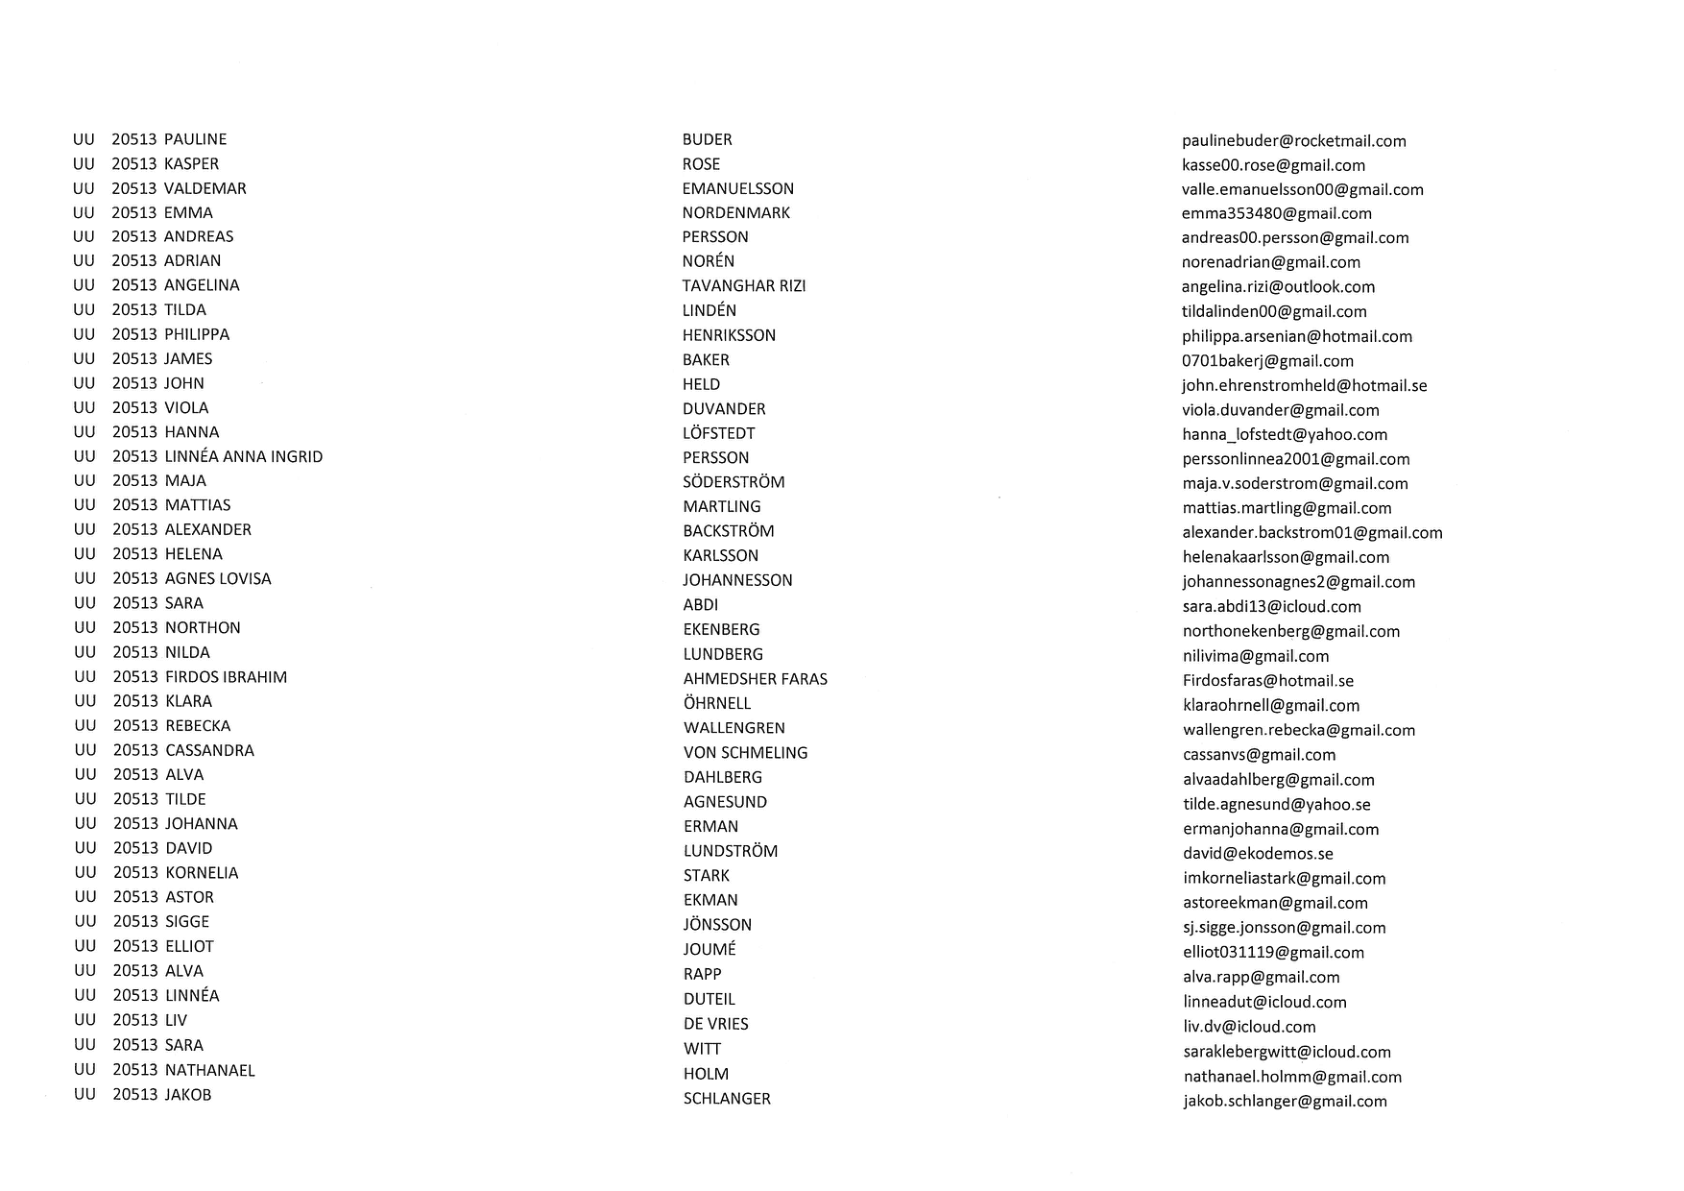 UU 20513 PAULINE BUDER paulinebuder@rocketmail.com
UU 20513 KASPER ROSE kasse00.rose@gmail.com
UU 20513 VALDEMAR EMANUELSSON valle.emanuelsson00@gmail.com
UU 20513 EMMA NORDENMARK emma353480@gmail.com
UU 20513 ANDREAS PERSSON andreas00.persson@gmail.com
UU 20513 ADRIAN NORÉN norenadrian@gmail.com
UU 20513 ANGELINA TAVANGHAR RIZI angelina.rizi@outlook.com
UU 20513 TILDA LINDÉN tildalinden00@gmail.com
UU 20513 PHILIPPA HENRIKSSON philippa.arsenian@hotmail.com
UU 20513 JAMES BAKER 0701bakerj@gmail.com
UU 20513 JOHN HELD john.ehrenstromheld@hotmail.se
UU 20513 VIOLA DUVANDER viola.duvander@gmail.com
UU 20513 HANNA LÖFSTEDT hanna_lofstedt@yahoo.com
UU 20513 LINNÉA ANNA INGRID PERSSON perssonlinnea2001@gmail.com
UU 20513 MAJA SÖDERSTRÖM maja.v.soderstrom@gmail.com
UU 20513 MATTIAS MARTLING mattias.martling@gmail.com
UU 20513 ALEXANDER BACKSTRÖM alexander.backstrom01@gmail.com
UU 20513 HELENA KARLSSON helenakaarlsson@gmail.com
UU 20513 AGNES LOVISA JOHANNESSON johannessonagnes2@gmail.com
UU 20513 SARA ABDI sara.abdi13@icloud.com
UU 20513 NORTHON EKENBERG northonekenberg@gmail.com
UU 20513 NILDA LUNDBERG nilivima@gmail.com
UU 20513 FIRDOS IBRAHIM AHMEDSHER FARAS Firdosfaras@hotmail.se
UU 20513 KLARA ÖHRNELL klaraohrnell@gmail.com
UU 20513 REBECKA WALLENGREN wallengren.rebecka@gmail.com
UU 20513 CASSANDRA VON SCHMELING cassanvs@gmail.com
UU 20513 ALVA DAHLBERG alvaadahlberg@gmail.com
UU 20513 TILDE AGNESUND tilde.agnesund@yahoo.se
UU 20513 JOHANNA ERMAN ermanjohanna@gmail.com
UU 20513 DAVID LUNDSTRÖM david@ekodemos.se
UU 20513 KORNELIA STARK imkorneliastark@gmail.com
UU 20513 ASTOR EKMAN astoreekman@gmail.com
UU 20513 SIGGE JÖNSSON sj.sigge.jonsson@gmail.com
UU 20513 ELLIOT JOUMÉ elliot031119@gmail.com
UU 20513 ALVA RAPP alva.rapp@gmail.com
UU 20513 LINNÉA DUTEIL linneadut@icloud.com
UU 20513 LIV DE VRIES liv.dv@icloud.com
UU 20513 SARA WITT saraklebergwitt@icloud.com
UU 20513 NATHANAEL HOLM nathanael.holmm@gmail.com
UU 20513 JAKOB SCHLANGER jakob.schlanger@gmail.com